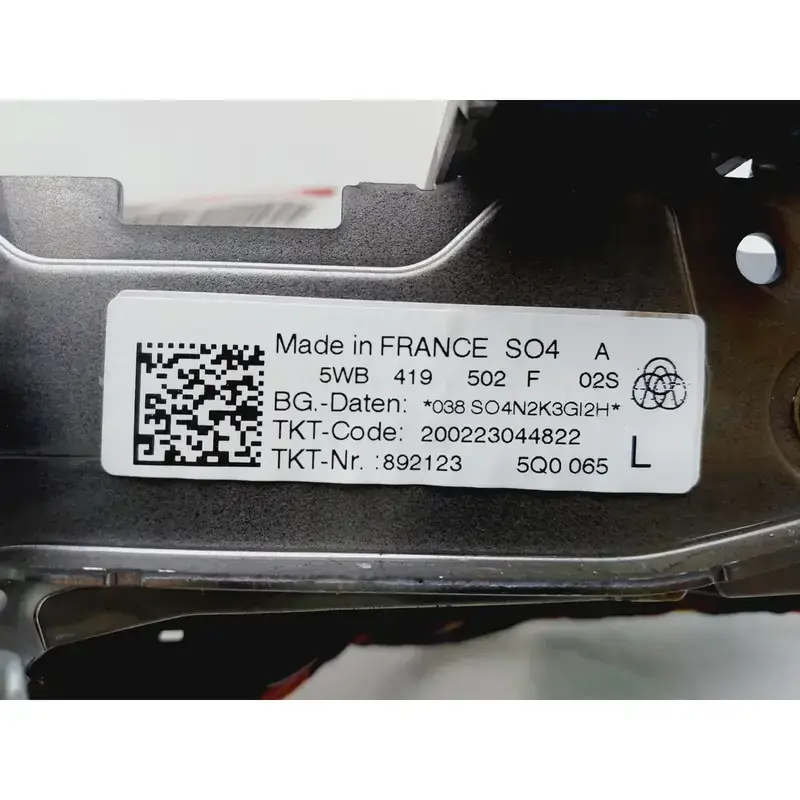 Made in FRANCE SO4 A
5WB 419 502 F 02S
BG.-Daten: *038 SO4N2K3GI2H*
TKT-Code: 200223044822
TKT-Nr. :892123 5Q0 065 L